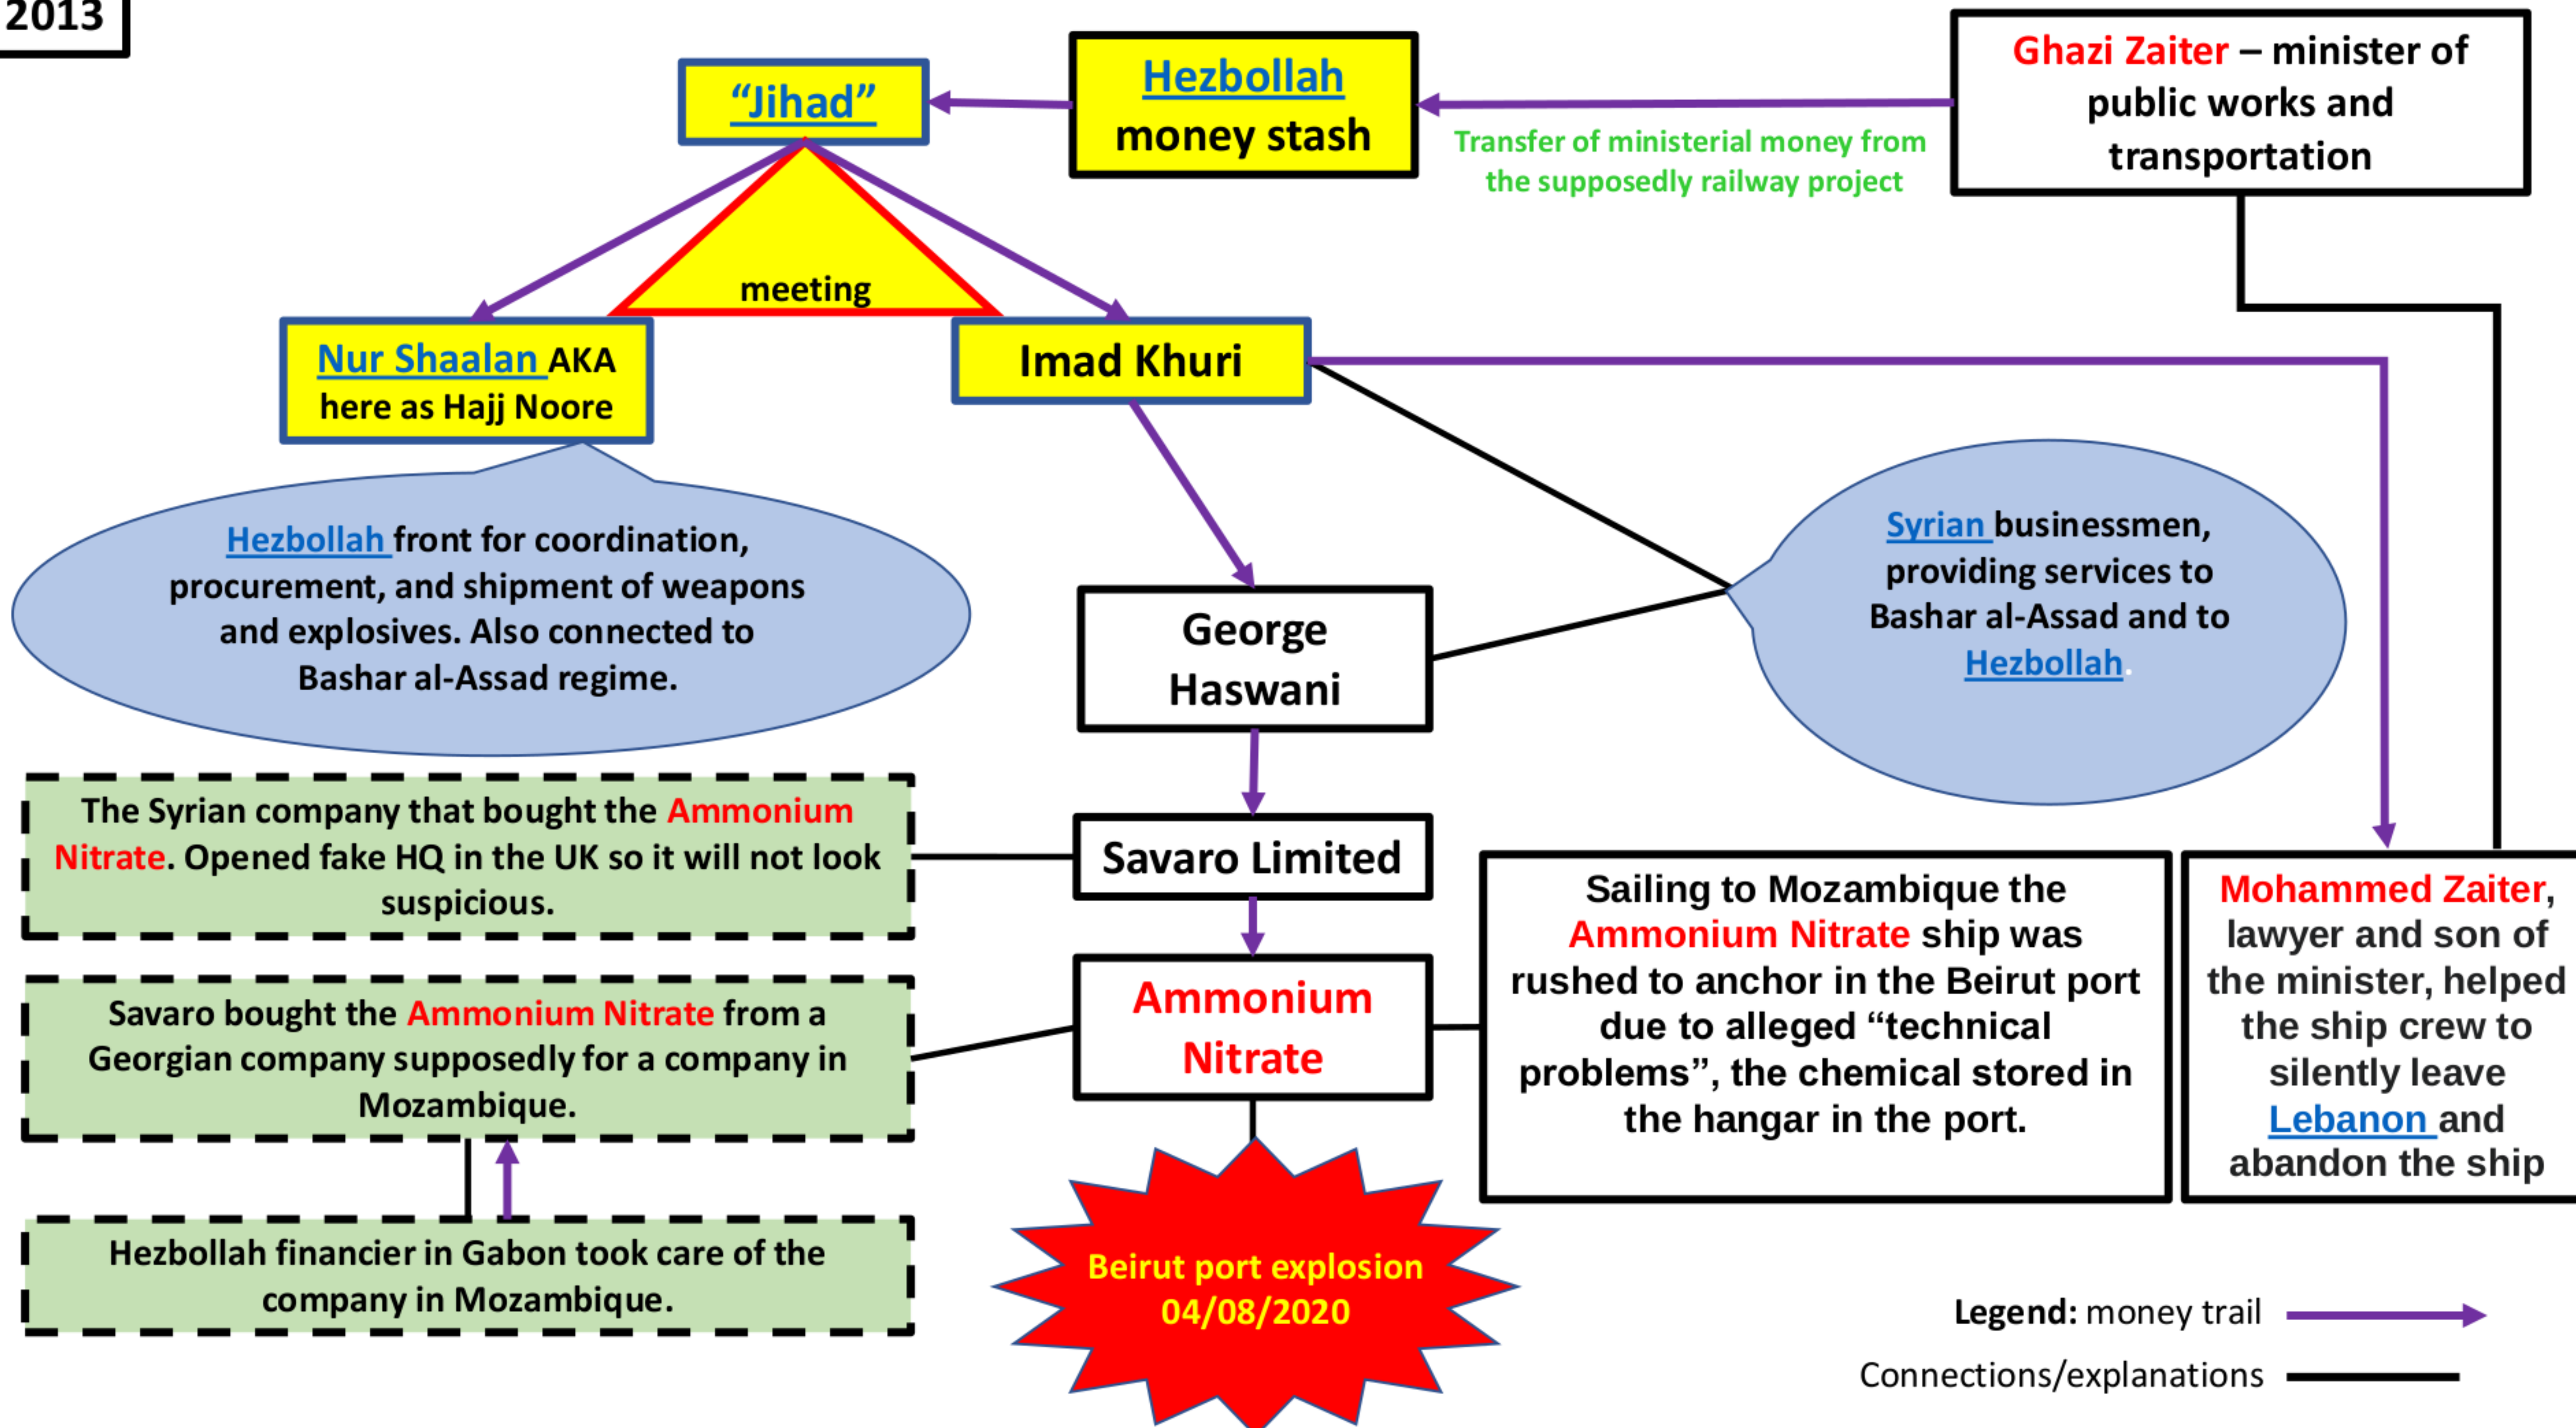 2013
"Jihad"
Hezbollah
money stash
Transfer of ministerial money from
the supposedly railway project
Ghazi Zaiter – minister of
public works and
transportation
meeting
Nur Shaalan AKA
here as Hajj Noore
Imad Khuri
Hezbollah front for coordination,
procurement, and shipment of weapons
and explosives. Also connected to
Bashar al-Assad regime.
Syrian businessmen,
providing services to
Bashar al-Assad and to
Hezbollah.
George
Haswani
The Syrian company that bought the Ammonium
Nitrate. Opened fake HQ in the UK so it will not look
suspicious.
Savaro Limited
Savaro bought the Ammonium Nitrate from a
Georgian company supposedly for a company in
Mozambique.
Ammonium
Nitrate
Sailing to Mozambique the
Ammonium Nitrate ship was
rushed to anchor in the Beirut port
due to alleged “technical
problems”, the chemical stored in
the hangar in the port.
Mohammed Zaiter,
lawyer and son of
the minister, helped
the ship crew to
silently leave
Lebanon and
abandon the ship
Hezbollah financier in Gabon took care of the
company in Mozambique.
Beirut port explosion
04/08/2020
Legend: money trail
Connections/explanations